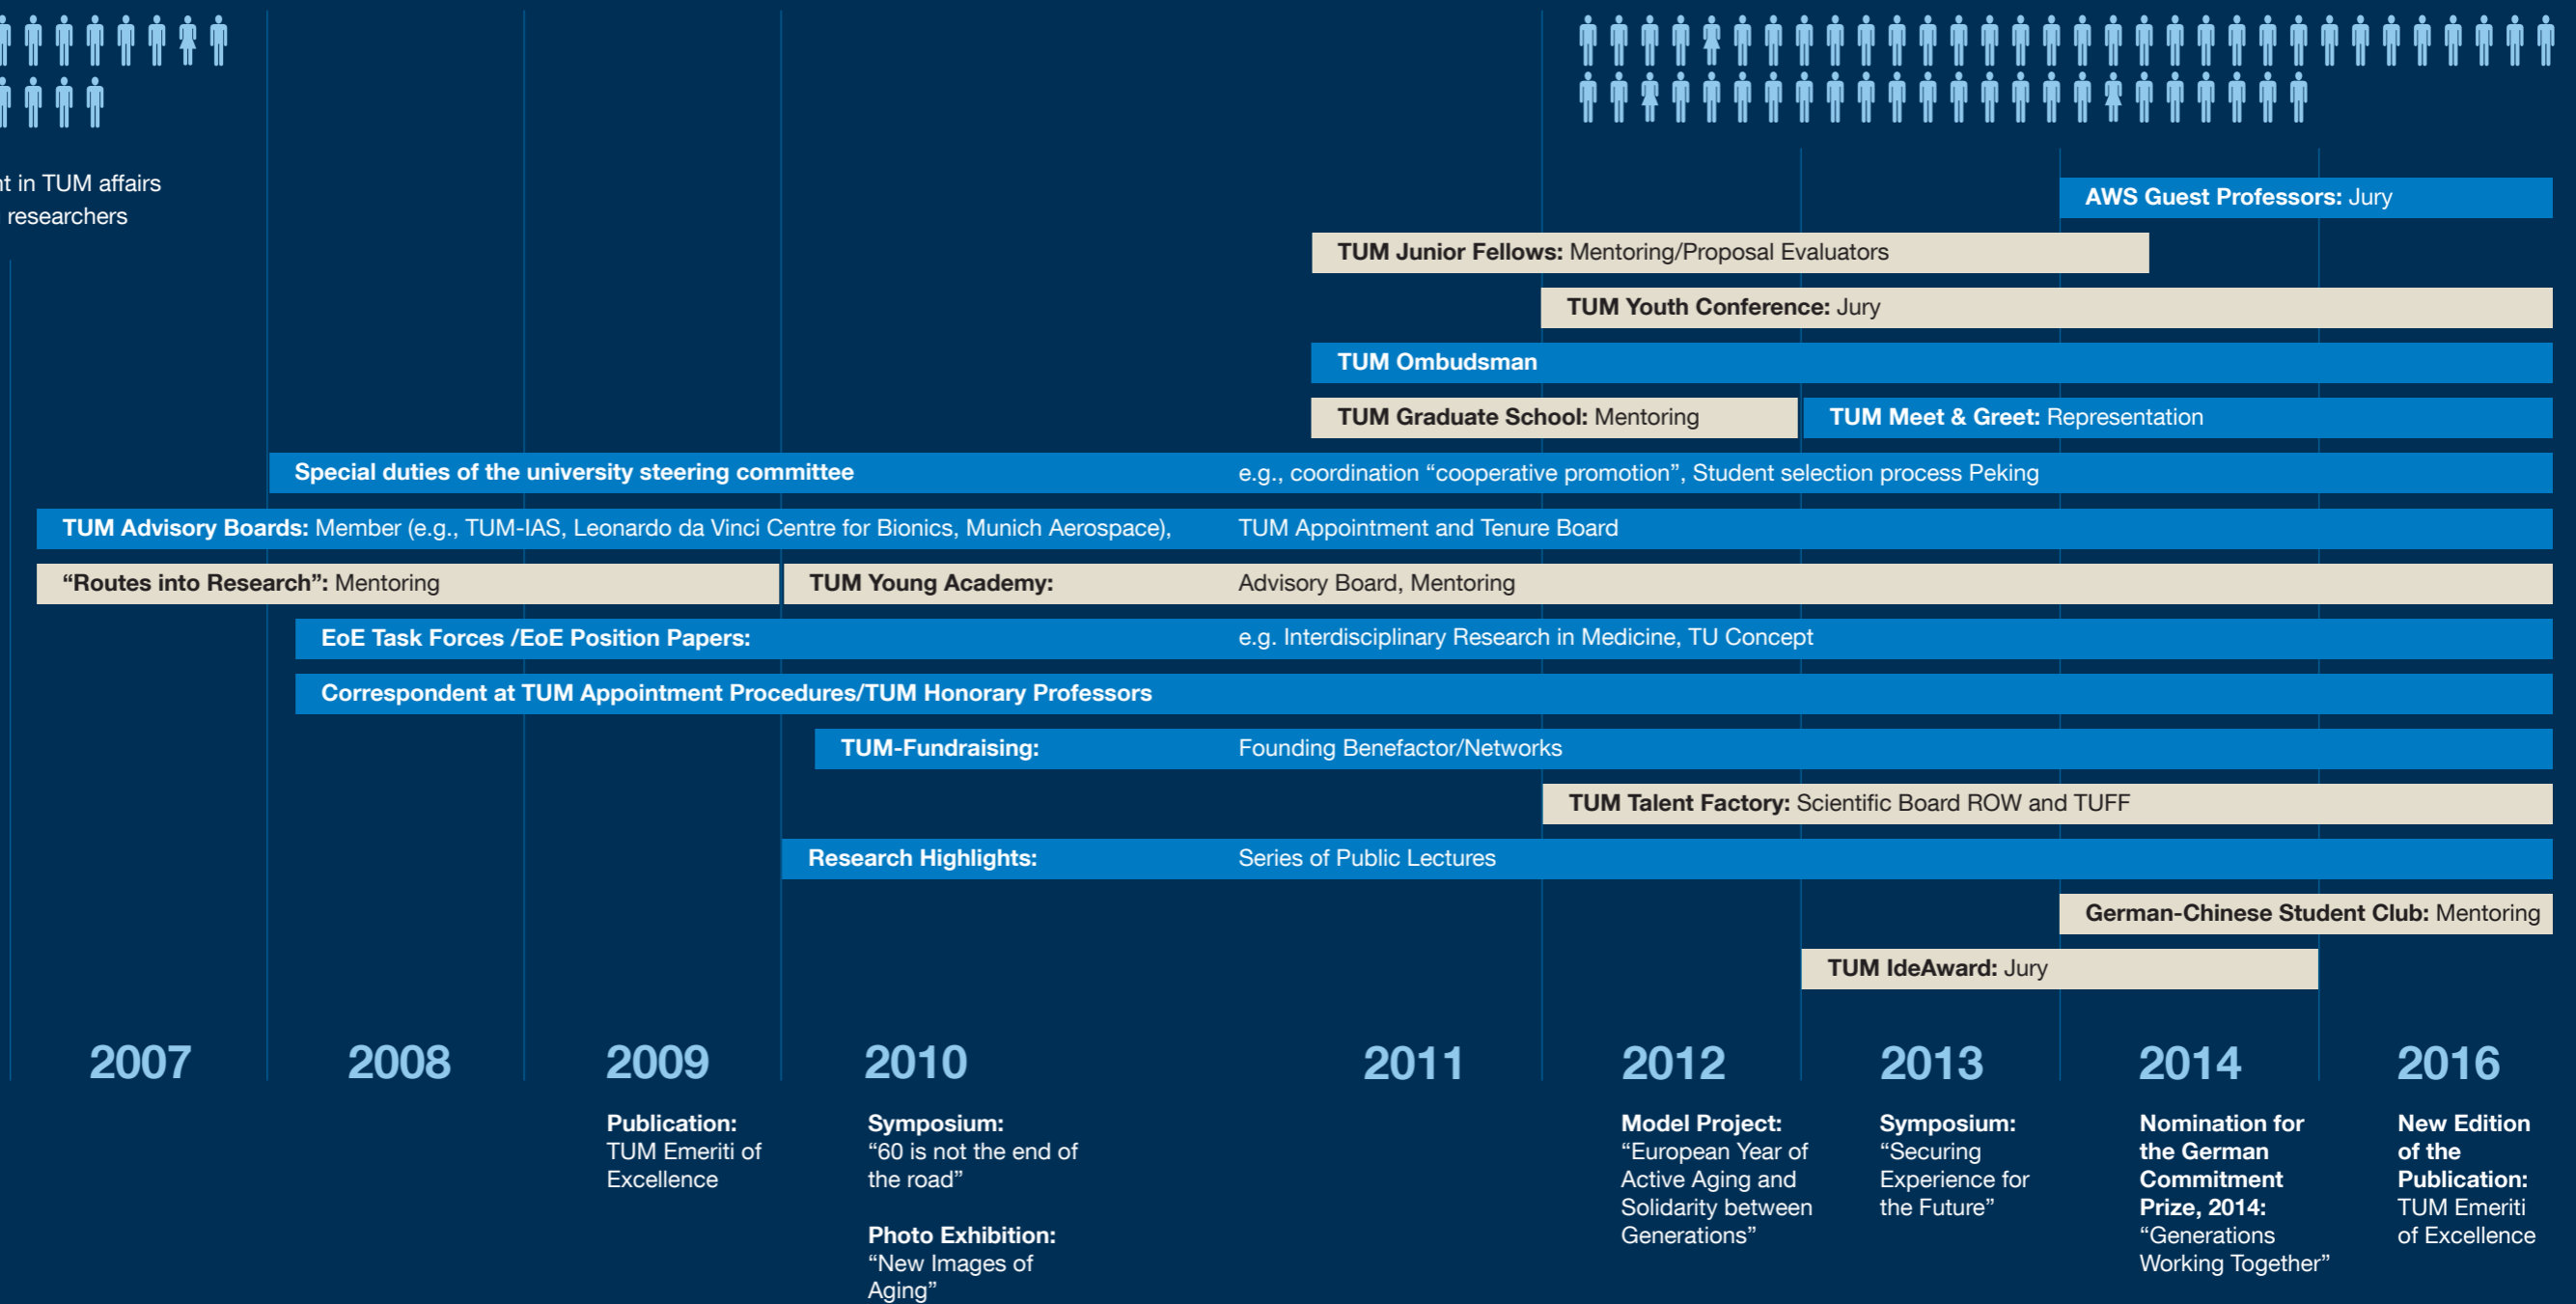 nt in TUM affairs
researchers
AWS Guest Professors: Jury
TUM Junior Fellows: Mentoring/Proposal Evaluators
TUM Youth Conference: Jury
TUM Ombudsman
TUM Graduate School: Mentoring
TUM Meet & Greet: Representation
Special duties of the university steering committee
e.g., coordination “cooperative promotion”, Student selection process Peking
TUM Advisory Boards: Member (e.g., TUM-IAS, Leonardo da Vinci Centre for Bionics, Munich Aerospace),
TUM Appointment and Tenure Board
“Routes into Research”: Mentoring
TUM Young Academy:
Advisory Board, Mentoring
EoE Task Forces /EoE Position Papers:
e.g. Interdisciplinary Research in Medicine, TU Concept
Correspondent at TUM Appointment Procedures/TUM Honorary Professors
TUM-Fundraising:
Founding Benefactor/Networks
TUM Talent Factory: Scientific Board ROW and TUFF
Research Highlights:
Series of Public Lectures
German-Chinese Student Club: Mentoring
TUM IdeAward: Jury
2007
2008
2009
2010
2011
2012
2013
2014
2016
Publication:
TUM Emeriti of
Excellence
Symposium:
“60 is not the end of
the road”
Photo Exhibition:
“New Images of
Aging”
Model Project:
“European Year of
Active Aging and
Solidarity between
Generations”
Symposium:
“Securing
Experience for
the Future”
Nomination for
the German
Commitment
Prize, 2014:
“Generations
Working Together”
New Edition
of the
Publication:
TUM Emeriti
of Excellence